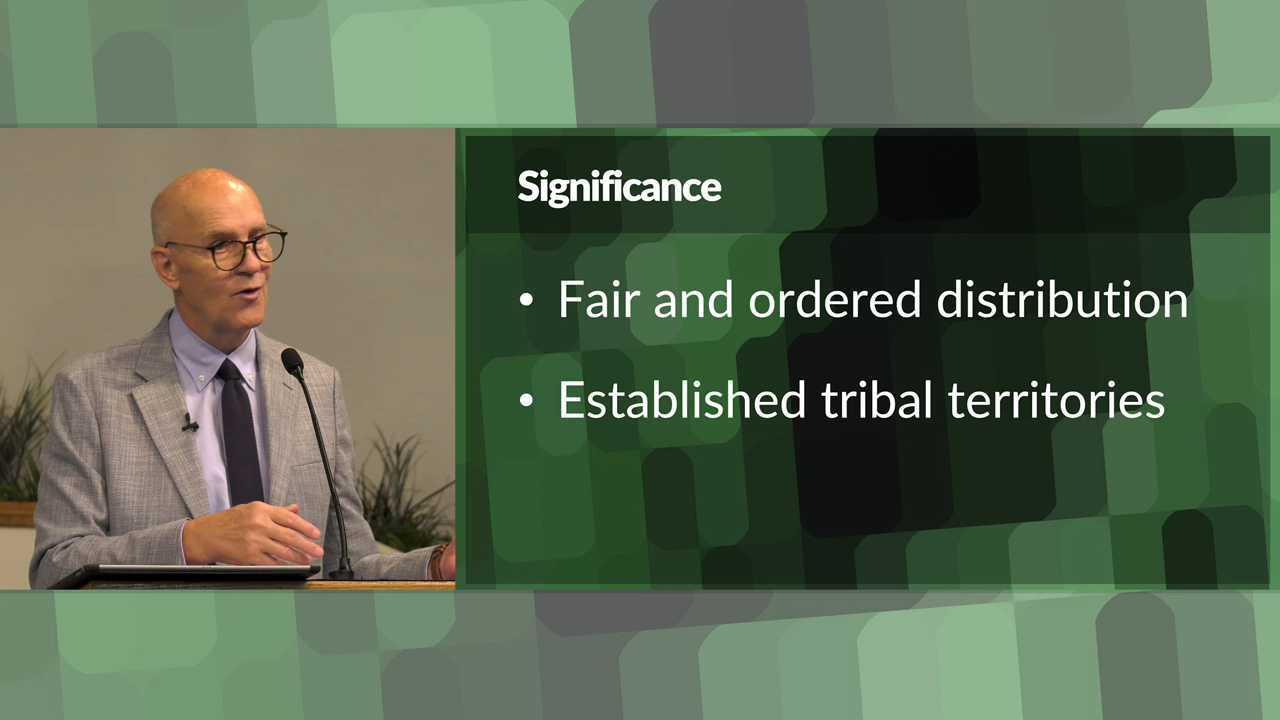 Significance
• Fair and ordered distribution
• Established tribal territories